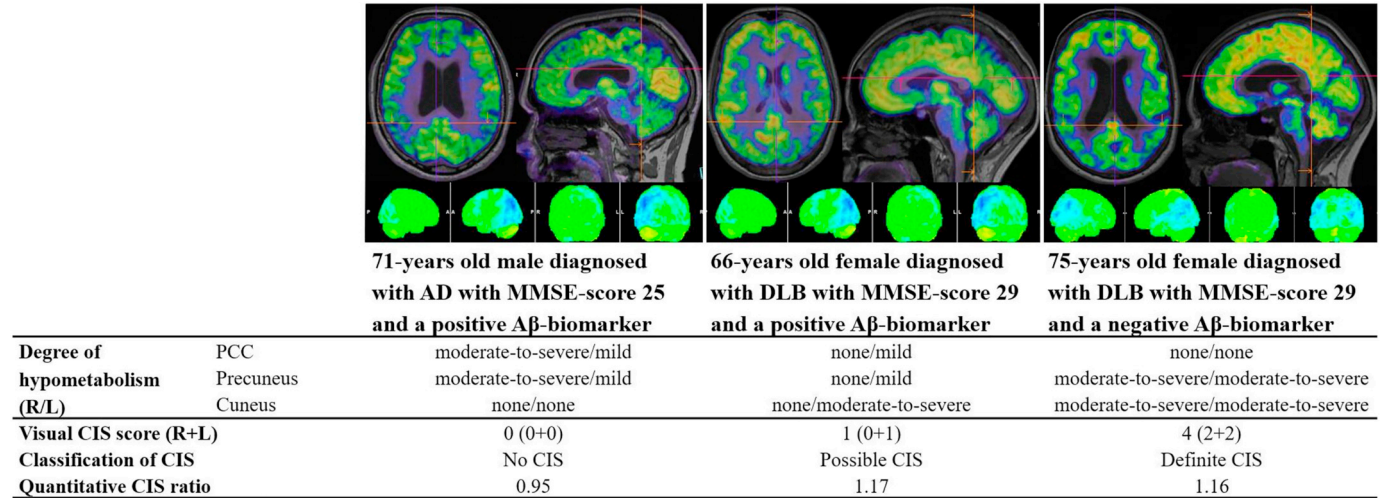 71-years old male diagnosed
with AD with MMSE-score 25
and a positive Aβ-biomarker
66-years old female diagnosed
with DLB with MMSE-score 29
and a positive Aβ-biomarker
75-years old female diagnosed
with DLB with MMSE-score 29
and a negative Aβ-biomarker
Degree of PCC moderate-to-severe/mild none/mild none/none
hypometabolism Precuneus moderate-to-severe/mild none/mild moderate-to-severe/moderate-to-severe
(R/L) Cuneus none/none none/moderate-to-severe moderate-to-severe/moderate-to-severe
Visual CIS score (R+L) 0 (0+0) 1 (0+1) 4 (2+2)
Classification of CIS No CIS Possible CIS Definite CIS
Quantitative CIS ratio 0.95 1.17 1.16